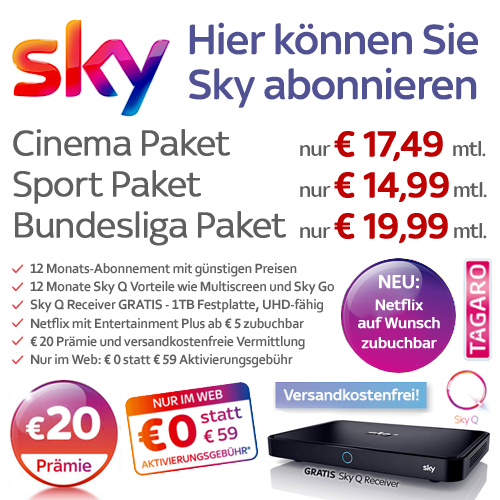 sky
Hier können Sie
Sky abonnieren
Cinema Paket nur € 17,49 mtl.
Sport Paket nur € 14,99 mtl.
Bundesliga Paket nur € 19,99 mtl.
12 Monats-Abonnement mit günstigen Preisen
12 Monate Sky Q Vorteile wie Multiscreen und Sky Go
Sky Q Receiver GRATIS - 1TB Festplatte, UHD-fähig
Netflix mit Entertainment Plus ab € 5 zubuchbar
€ 20 Prämie und versandkostenfreie Vermittlung
Nur im Web: € 0 statt € 59 Aktivierungsgebühr
NEU:
Netflix
auf Wunsch
zubuchbar
TAGARO
€20
Prämie
NUR IM WEB
€0 statt
€ 59
AKTIVIERUNGSGEBÜHR*
Versandkostenfrei!
Sky Q
sky
sky
GRATIS Sky Q Receiver